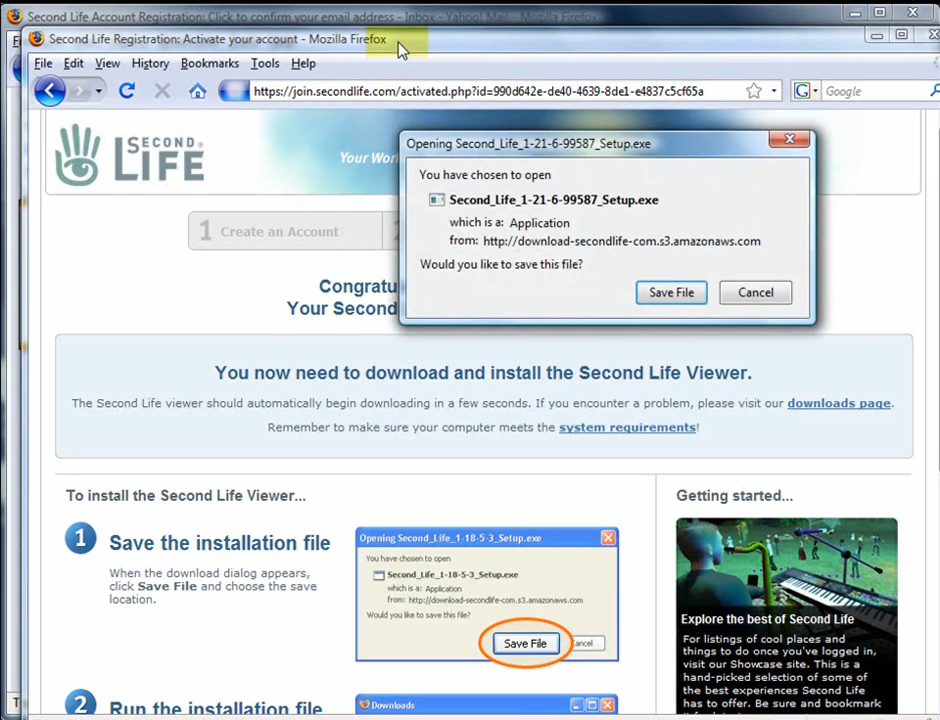 Second Life Account Registration: Click to confirm your email address - Inbox - Yahoo! Mail - Mozilla Firefox
Second Life Registration: Activate your account - Mozilla Firefox
File Edit View History Bookmarks Tools Help
https://join.secondlife.com/activated.php?id=990d642e-de40-4639-8de1-e4837c5cf65a
G Google
SECOND
LIFE
Your Wor
Opening Second_Life_1-21-6-99587_Setup.exe
You have chosen to open
Second_Life_1-21-6-99587_Setup.exe
which is a: Application
from: http://download-secondlife-com.s3.amazonaws.com
Would you like to save this file?
Save File Cancel
1 Create an Account
2
Congratu
Your Second
You now need to download and install the Second Life Viewer.
The Second Life viewer should automatically begin downloading in a few seconds. If you encounter a problem, please visit our downloads page.
Remember to make sure your computer meets the system requirements!
To install the Second Life Viewer...
1 Save the installation file
When the download dialog appears,
click Save File and choose the save
location.
Opening Second_Life_1-18-5-3_Setup.exe
You have chosen to open
Second_Life_1-18-5-3_Setup.exe
which is a: Application
from: http://download-secondlife-com.s3.amazonaws.com
Would you like to save this file?
Save File Cancel
2 Run the installation file
Downloads
Getting started...
Explore the best of Second Life
For listings of cool places and
things to do once you've logged in,
visit our Showcase site. This is a
hand-picked selection of some of
the best experiences Second Life
has to offer. Be sure and bookmark